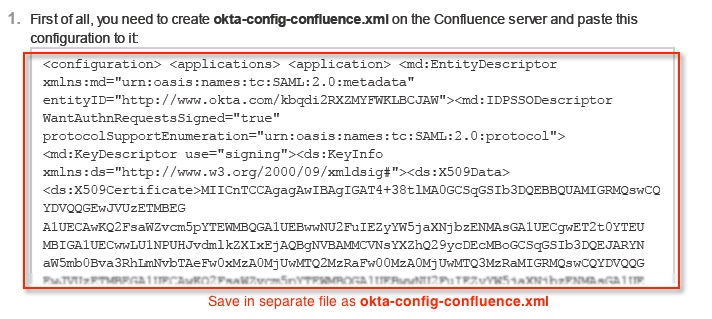 1. First of all, you need to create okta-config-confluence.xml on the Confluence server and paste this
configuration to it:
<configuration> <applications> <application> <md:EntityDescriptor
xmlns:md="urn:oasis:names:tc:SAML:2.0:metadata"
entityID="http://www.okta.com/kbqdi2RXZMYFWKLBCJAW"><md:IDPSSODescriptor
WantAuthnRequestsSigned="true"
protocolSupportEnumeration="urn:oasis:names:tc:SAML:2.0:protocol">
<md:KeyDescriptor use="signing"><ds:KeyInfo
xmlns:ds="http://www.w3.org/2000/09/xmldsig#"><ds:X509Data>
<ds:X509Certificate>MIICnTCCAgagAwIBAgIGAT4+38tlMA0GCSqGSIb3DQEBBQUAMIGRMQswCQ
YDVQQGEwJVUzETMBEG
A1UECAwKQ2FsaWZvcm5pYTEWMBQGA1UEBwwNU2FuIEZyYW5jaXNjbzENMAsGA1UECgwET2t0YTEU
MBIGA1UECwwLU1NPUHJvdmlkZXIxEjAQBgNVBAMMCVNsYXZhQ29ycDEcMBoGCSqGSIb3DQEJARYN
aW5mb0Bva3RhLmNvbTAeFw0xMzA0MjUwMTQ2MzRaFw00MzA0MjUwMTQ3MzRaMIGRMQswCQYDVQQG
Save in separate file as okta-config-confluence.xml